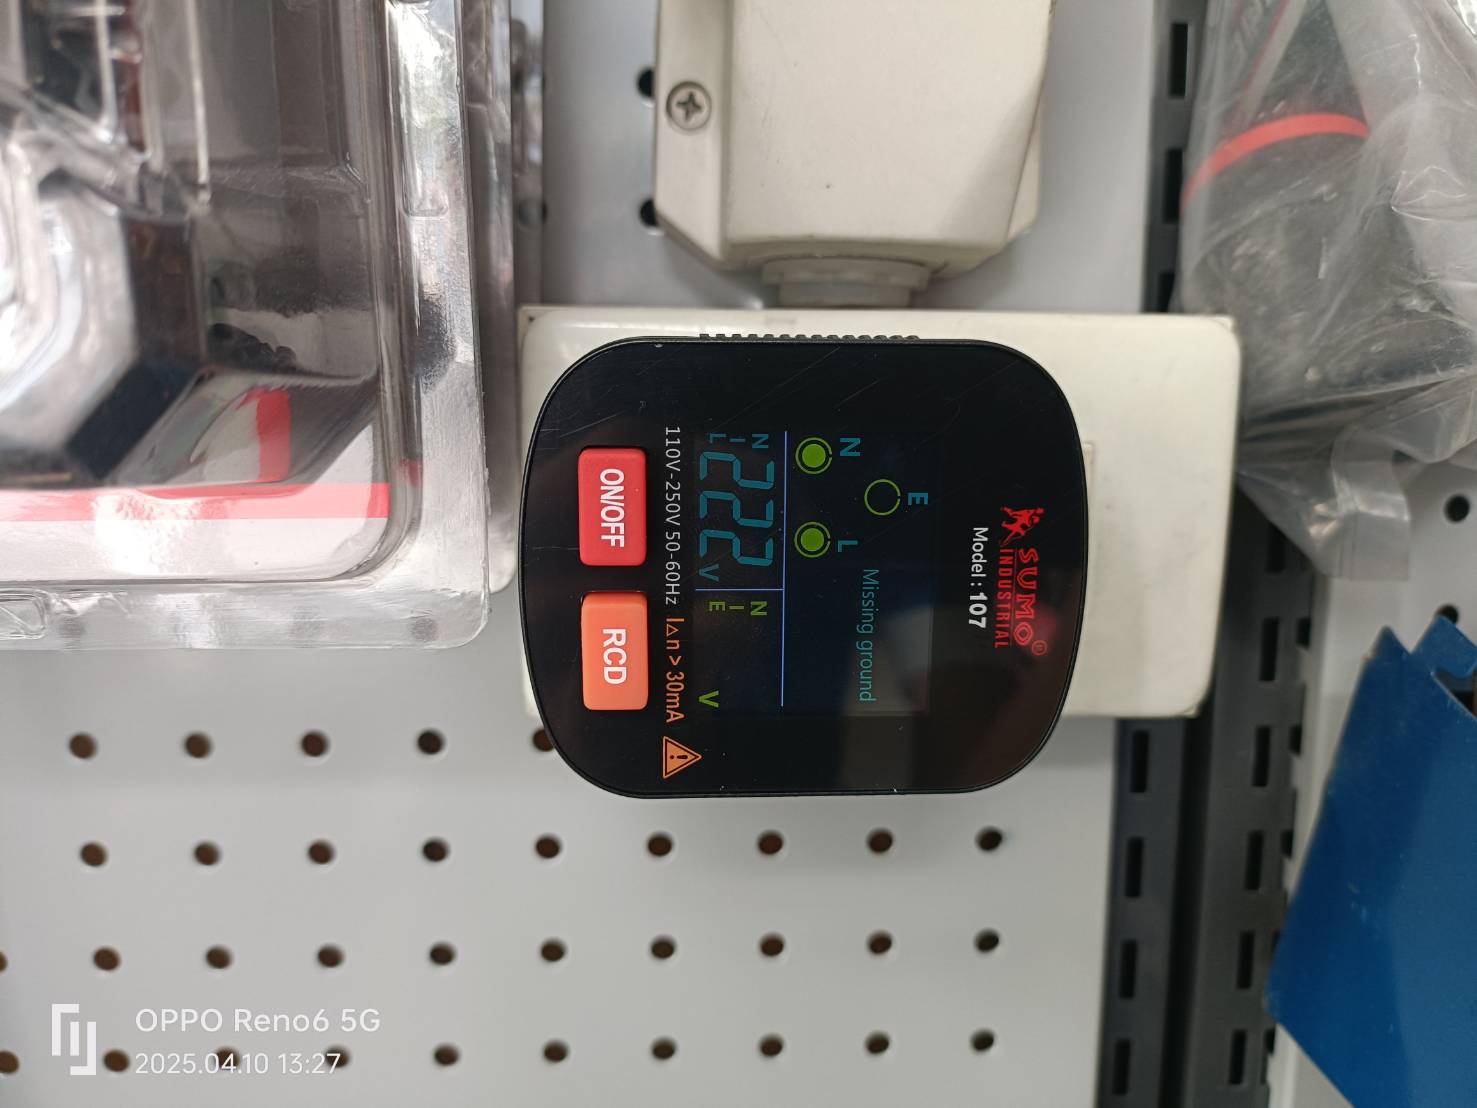 SUMO®
INDUSTRIAL
Model : 107
E
N
L
Missing ground
N
I
L
222
V
N
I
E
V
110V-250V 50-60Hz I△n > 30mA
ON/OFF
RCD
OPPO Reno6 5G
2025.04.10 13:27